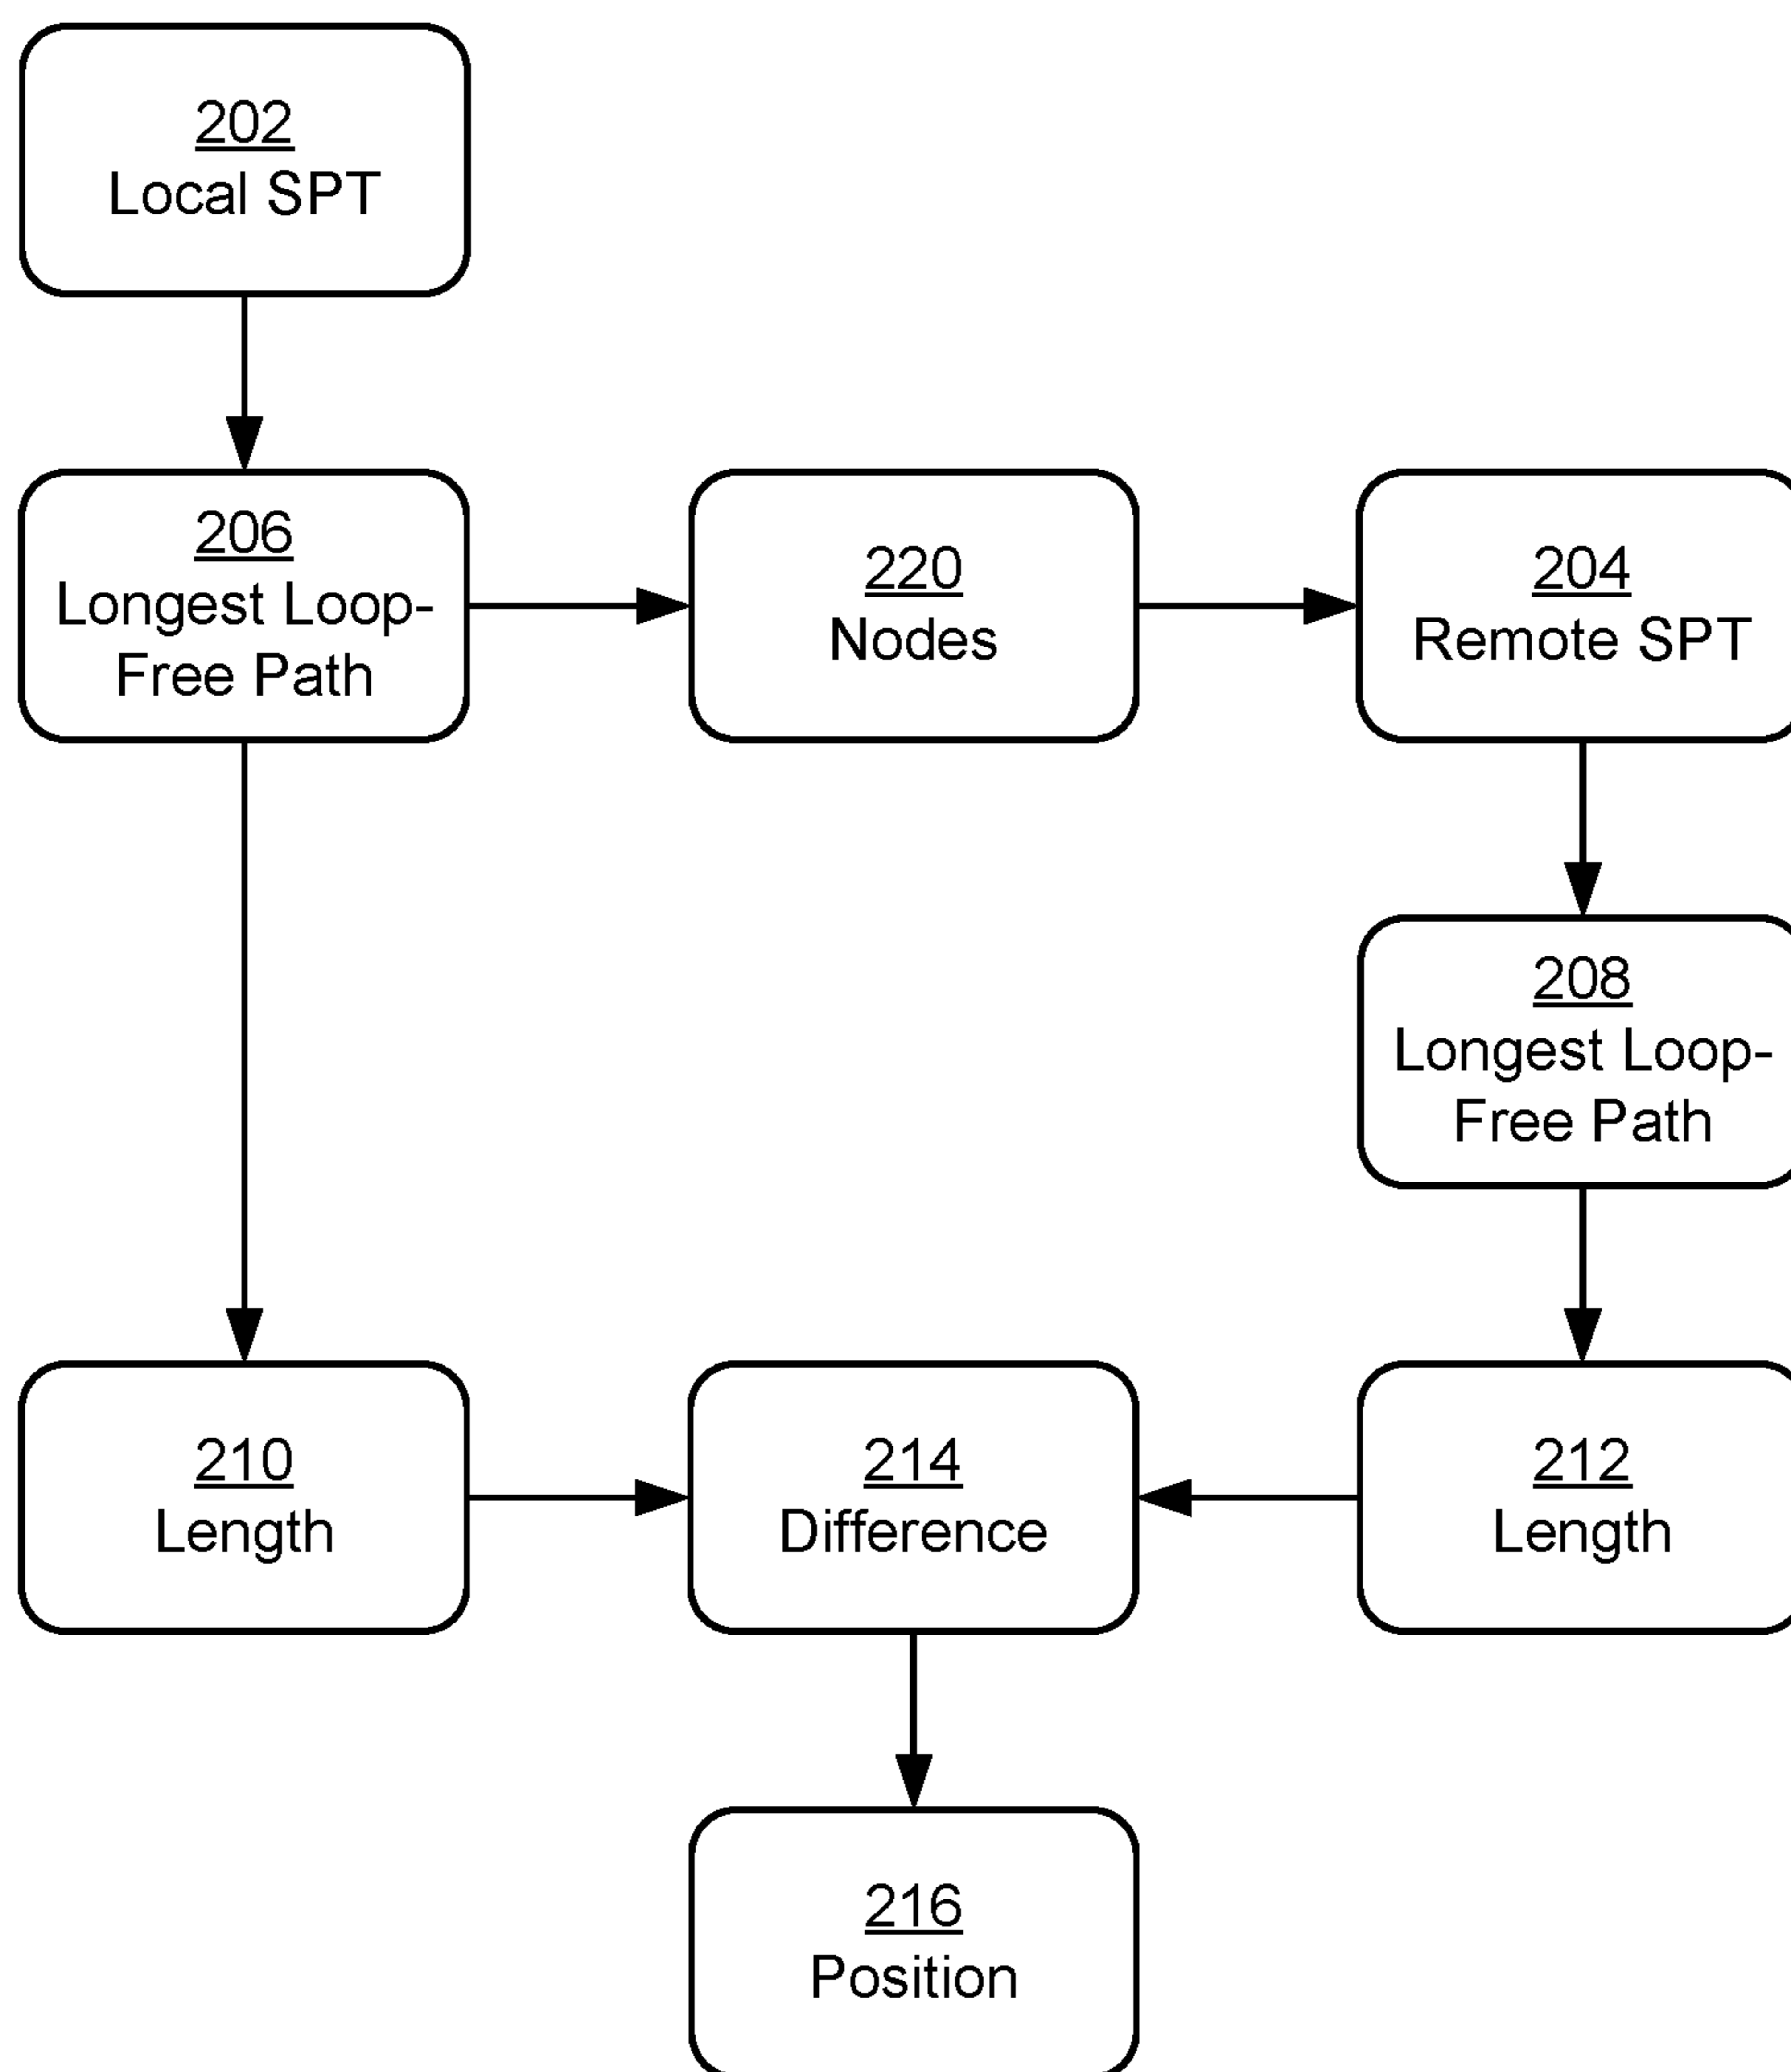 202
Local SPT
206
Longest Loop-
Free Path
220
Nodes
204
Remote SPT
208
Longest Loop-
Free Path
210
Length
214
Difference
212
Length
216
Position